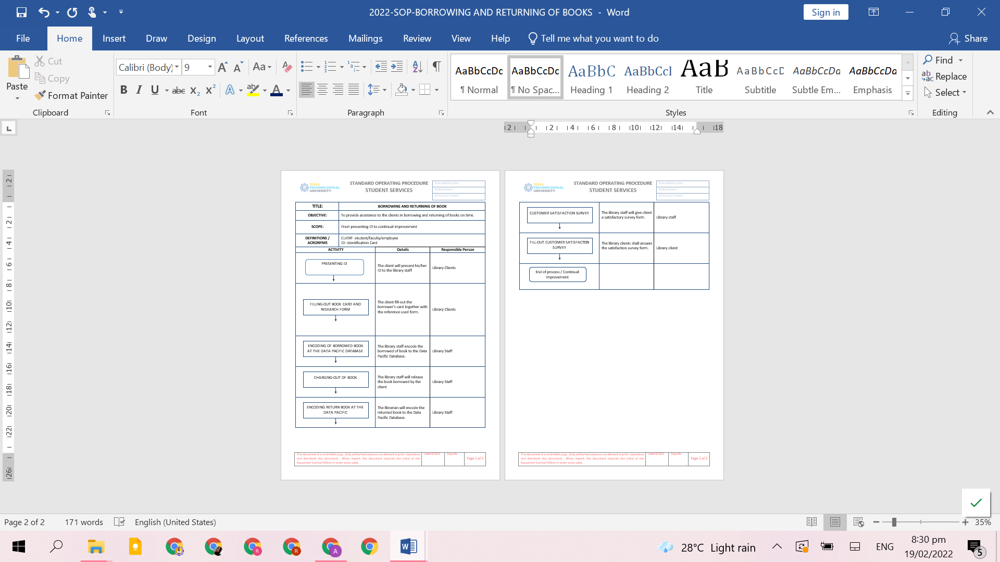 2022-SOP-BORROWING AND RETURNING OF BOOKS - Word
Sign in
File Home Insert Draw Design Layout References Mailings Review View Help Tell me what you want to do Share
Paste
Cut
Copy
Format Painter
Clipboard
Calibri (Body) 9
Font
Paragraph
AaBbCcDd AaBbCcDd AaBbC AaBbCcI AaB AaBbCcD AaBbCcDd AaBbCcDd
¶ Normal ¶ No Spac... Heading 1 Heading 2 Title Subtitle Subtle Em... Emphasis
Styles
Find
Replace
Select
Editing
2 2 4 6 8 10 12 14 18
2 2 4 6 8 10 12 14 16 18 20 22 26
RIZAL
TECHNOLOGICAL
UNIVERSITY
STANDARD OPERATING PROCEDURE
STUDENT SERVICES
DOCUMENT CODE:
REVISION NO.:
EFFECTIVITY DATE:
TITLE: BORROWING AND RETURNING OF BOOK
OBJECTIVE: To provide assistance to the clients in borrowing and returning of books on time.
SCOPE: From presenting ID to continual improvement
DEFINITIONS / ACRONYMS
CLIENT -student/faculty/employee
ID- Identification Card
ACTIVITY Details Responsible Person
PRESENTING ID
The client will present his/her
ID to the library staff
Library Clients
FILLING-OUT BOOK CARD AND
RESEARCH FORM
The client fill-out the
borrower's card together with
the reference used form.
Library Clients
ENCODING OF BORROWED BOOK
AT THE DATA PACIFIC DATABASE
The library staff encode the
borrowed of book to the Data
Pacific Database.
Library Staff
CHARGING-OUT OF BOOK
The library staff will release
the book borrowed by the
client
Library Staff
ENCODING RETURN BOOK AT THE
DATA PACIFIC
The librarian will encode the
returned book to the Data
Pacific Database.
Library Staff
This document is a controlled copy. Only authorized persons are allowed to print, reproduce
and distribute this document. When issued, this document requires the initial of the
Document Control Officer in order to be valid.
Initial of DCO
Copy No.
Page 1 of 2
RIZAL
TECHNOLOGICAL
UNIVERSITY
STANDARD OPERATING PROCEDURE
STUDENT SERVICES
DOCUMENT CODE:
REVISION NO.:
EFFECTIVITY DATE:
CUSTOMER SATISFACTION SURVEY
The library staff will give client
a satisfactory survey form.
Library staff
FILL-OUT CUSTOMER SATISFACTION
SURVEY
The library clients shall answer
the satisfaction survey form.
Library client
End of process / Continual
Improvement
This document is a controlled copy. Only authorized persons are allowed to print, reproduce
and distribute this document. When issued, this document requires the initial of the
Document Control Officer in order to be valid.
Initial of DCO
Copy No.
Page 2 of 2
Page 2 of 2 171 words English (United States) 35%
28°C Light rain ENG
8:30 pm
19/02/2022
5